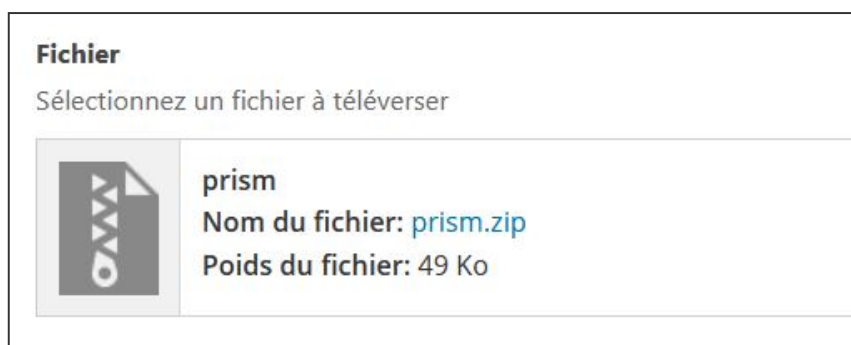 Fichier
Sélectionnez un fichier à téléverser
prism
Nom du fichier: prism.zip
Poids du fichier: 49 Ko